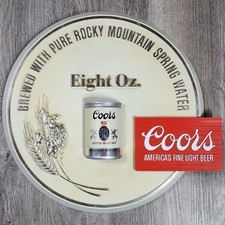 BREWED WITH PURE ROCKY MOUNTAIN SPRING WATER
Eight Oz.
Coors
Coors
AMERICA'S FINE LIGHT BEER